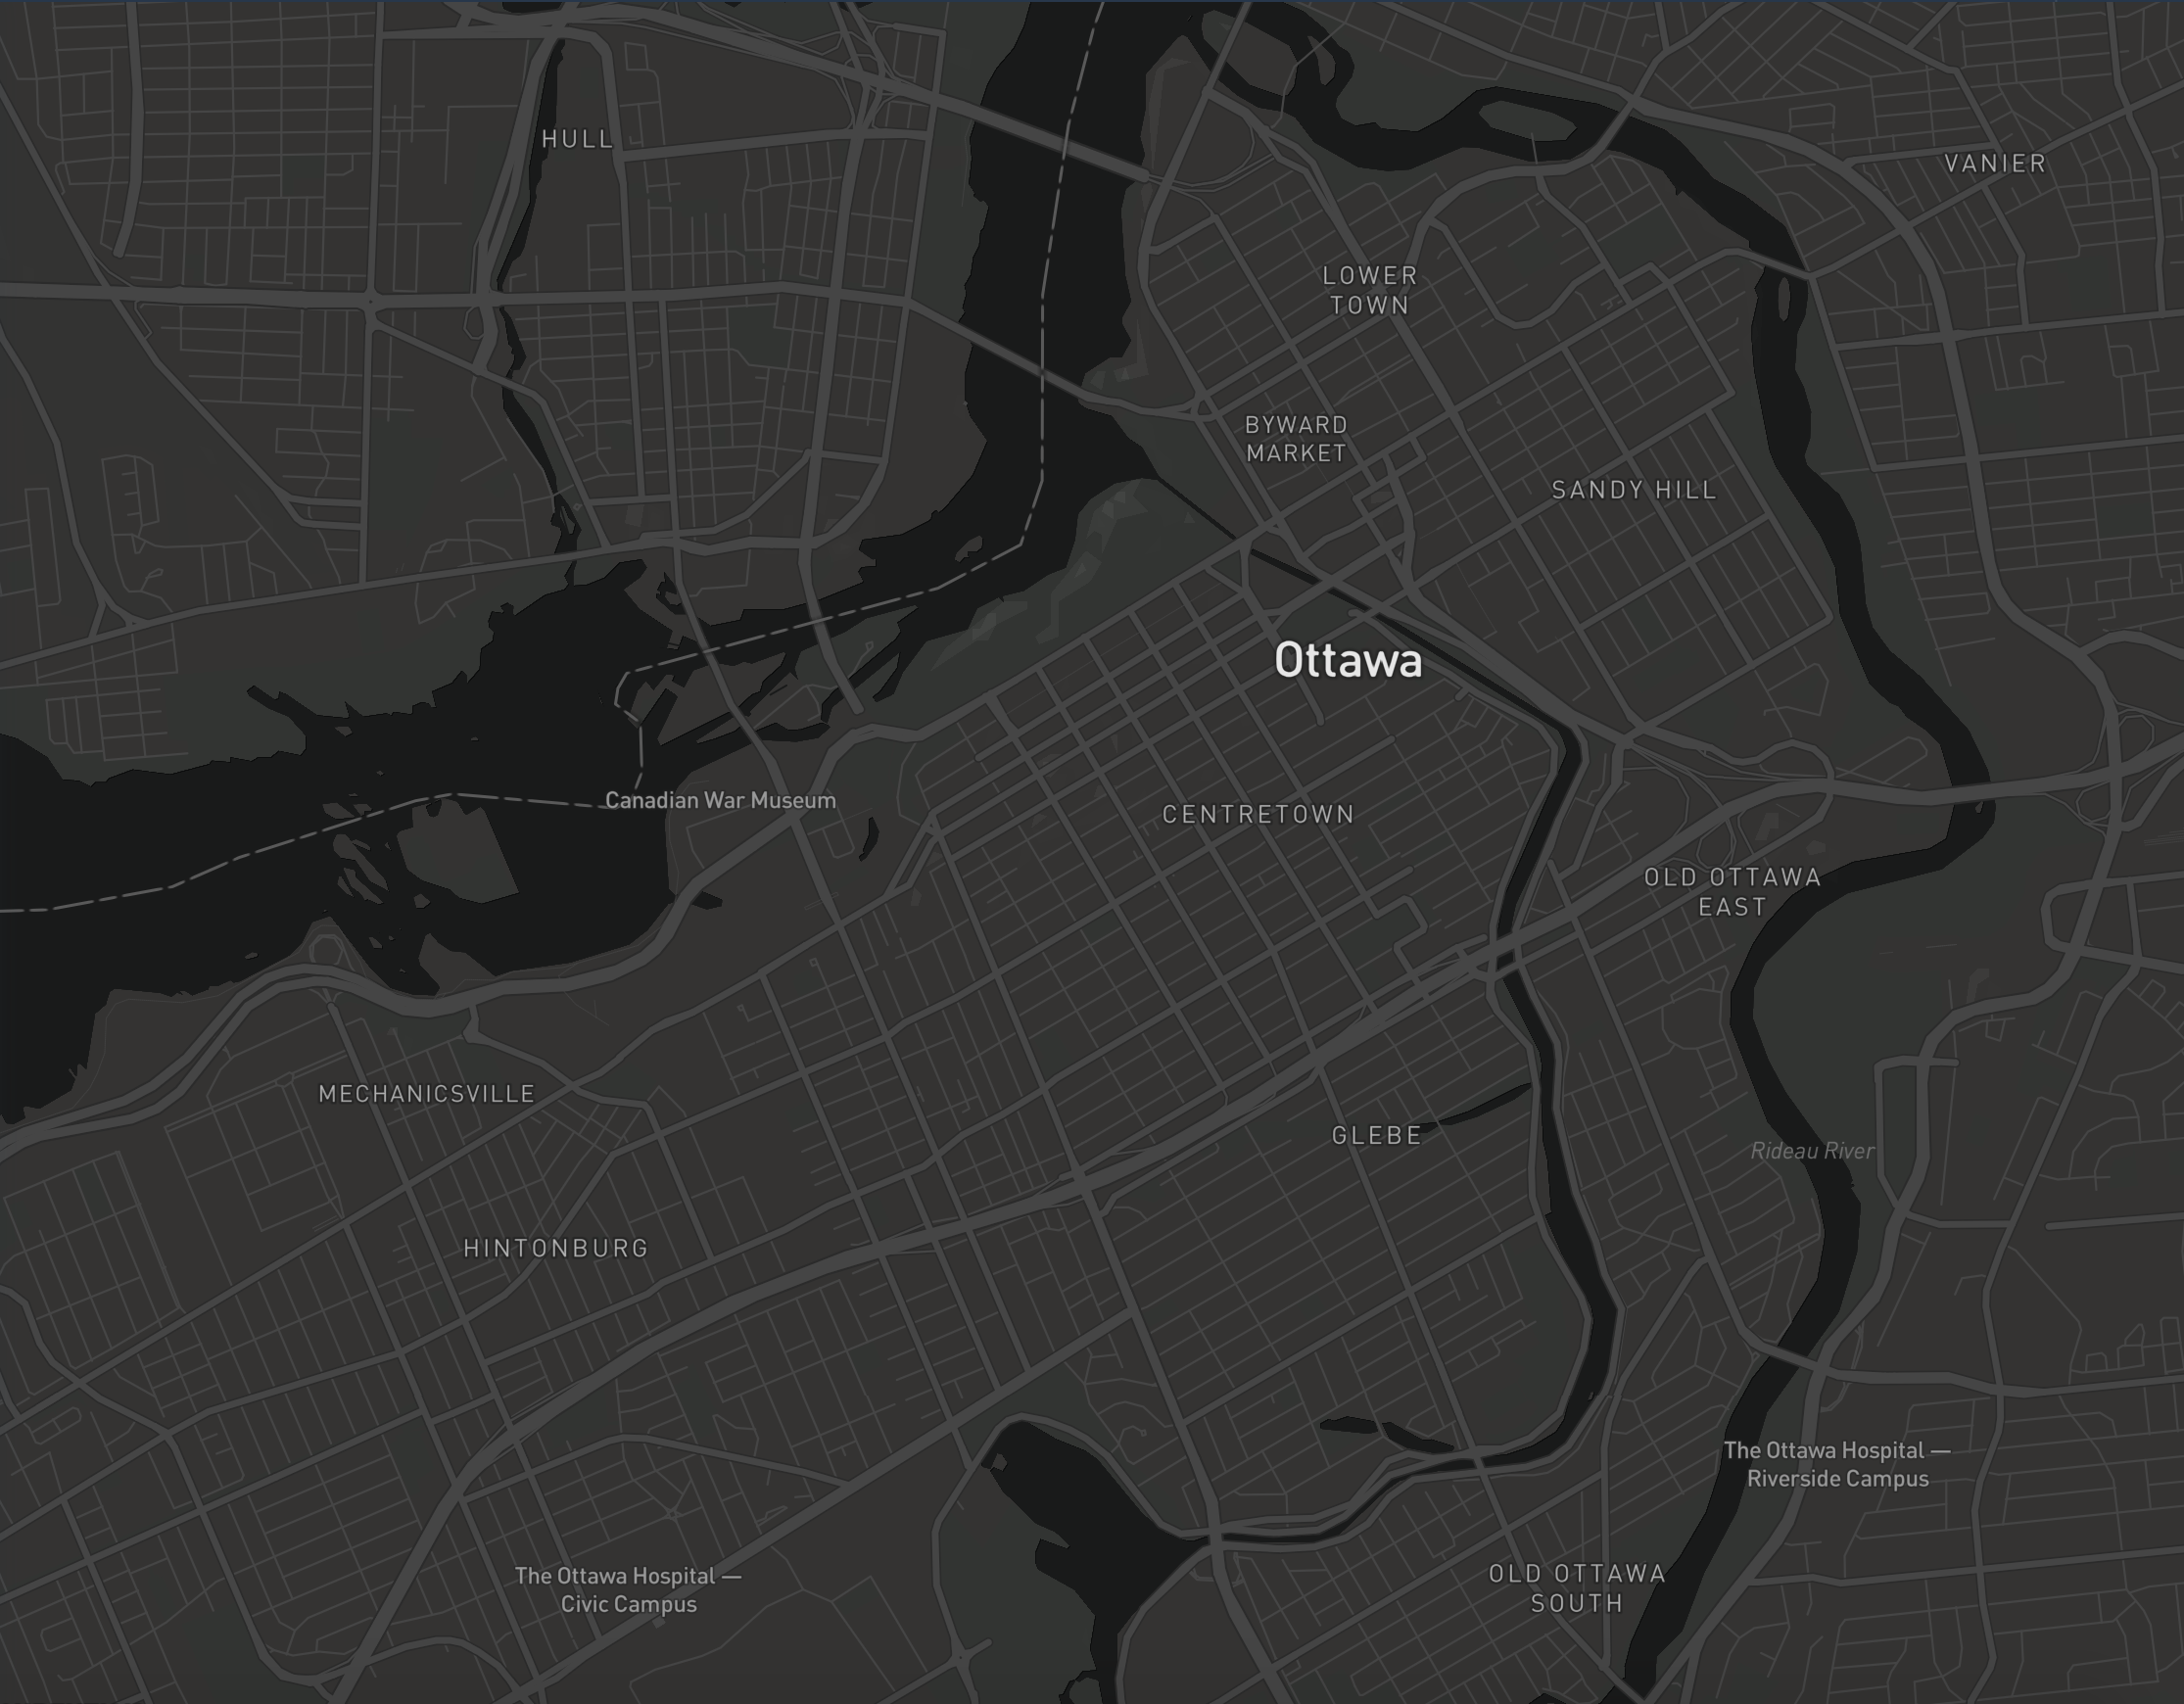 HULL
VANIER
LOWER
TOWN
BYWARD
MARKET
SANDY HILL
Ottawa
Canadian War Museum
CENTRETOWN
OLD OTTAWA
EAST
MECHANICSVILLE
GLEBE
Rideau River
HINTONBURG
The Ottawa Hospital —
Riverside Campus
The Ottawa Hospital —
Civic Campus
OLD OTTAWA
SOUTH